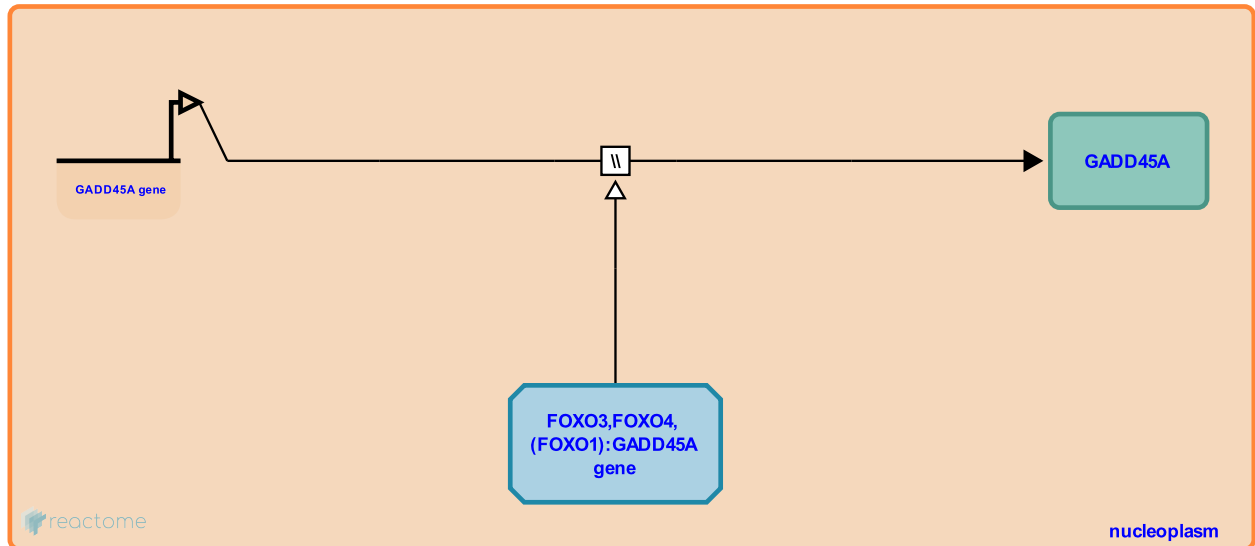 GADD45A gene
\\
GADD45A
FOXO3,FOXO4,
(FOXO1):GADD45A
gene
reactome
nucleoplasm